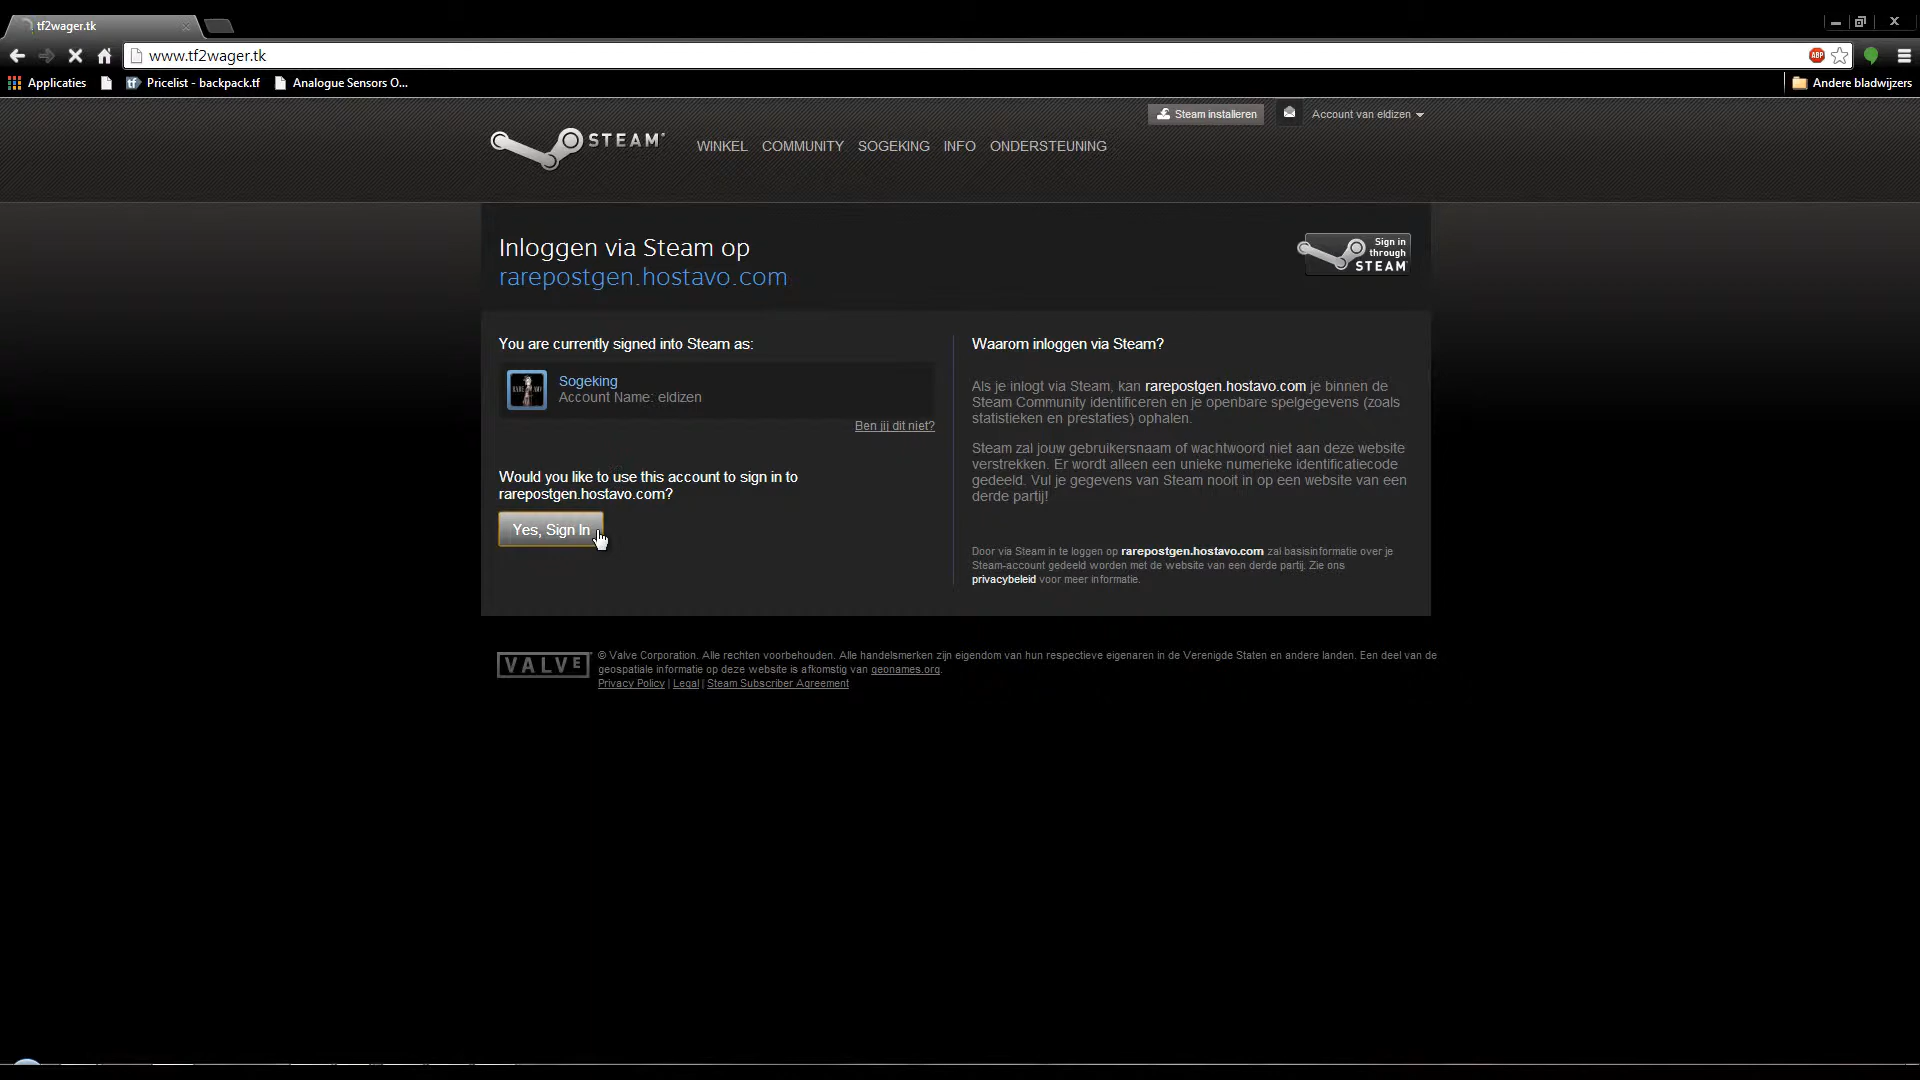 tf2wager.tk
www.tf2wager.tk
ABP
Applicaties
tf
Pricelist - backpack.tf
Analogue Sensors O...
Andere bladwijzers
Steam installeren
Account van eldizen
STEAM
WINKEL COMMUNITY SOGEKING INFO ONDERSTEUNING
Inloggen via Steam op
rarepostgen.hostavo.com
Sign in
through
STEAM
You are currently signed into Steam as:
Sogeking
Account Name: eldizen
Ben jij dit niet?
Would you like to use this account to sign in to
rarepostgen.hostavo.com?
Yes, Sign In
Waarom inloggen via Steam?
Als je inlogt via Steam, kan rarepostgen.hostavo.com je binnen de
Steam Community identificeren en je openbare spelgegevens (zoals
statistieken en prestaties) ophalen.
Steam zal jouw gebruikersnaam of wachtwoord niet aan deze website
verstrekken. Er wordt alleen een unieke numerieke identificatiecode
gedeeld. Vul je gegevens van Steam nooit in op een website van een
derde partij!
Door via Steam in te loggen op rarepostgen.hostavo.com zal basisinformatie over je
Steam-account gedeeld worden met de website van een derde partij. Zie ons
privacybeleid voor meer informatie.
VALVE
© Valve Corporation. Alle rechten voorbehouden. Alle handelsmerken zijn eigendom van hun respectieve eigenaren in de Verenigde Staten en andere landen. Een deel van de
geospatiale informatie op deze website is afkomstig van geonames.org.
Privacy Policy | Legal | Steam Subscriber Agreement